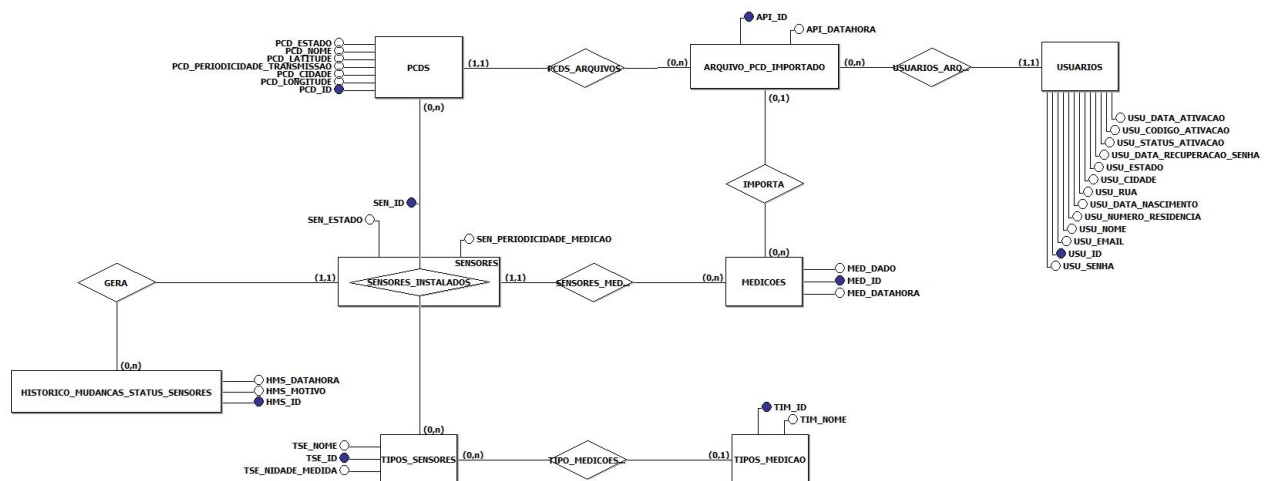 API_ID
API_DATAHORA
PCD_ESTADO
PCD_NOME
PCD_LATITUDE
PCD_PERIODICIDADE_TRANSMISSAO
PCD_CIDADE
PCD_LONGITUDE
PCD_ID
PCDS
(1,1)
PCDS_ARQUIVOS
(0,n)
ARQUIVO_PCD_IMPORTADO
(0,n)
USUARIOS_ARQ...
(1,1)
USUARIOS
(0,n)
(0,1)
USU_DATA_ATIVACAO
USU_CODIGO_ATIVACAO
USU_STATUS_ATIVACAO
USU_DATA_RECUPERACAO_SENHA
USU_ESTADO
USU_CIDADE
USU_RUA
USU_DATA_NASCIMENTO
USU_NUMERO_RESIDENCIA
USU_NOME
USU_EMAIL
USU_ID
USU_SENHA
IMPORTA
SEN_ID
SEN_ESTADO
SEN_PERIODICIDADE_MEDICAO
(0,n)
SENSORES
GERA
(1,1)
SENSORES_INSTALADOS
(1,1)
SENSORES_MED...
(0,n)
MEDICOES
MED_DADO
MED_ID
MED_DATAHORA
(0,n)
HISTORICO_MUDANCAS_STATUS_SENSORES
HMS_DATAHORA
HMS_MOTIVO
HMS_ID
TIM_ID
TIM_NOME
(0,n)
TSE_NOME
TSE_ID
TSE_NIDADE_MEDIDA
TIPOS_SENSORES
(0,n)
TIPO_MEDICOES...
(0,1)
TIPOS_MEDICAO